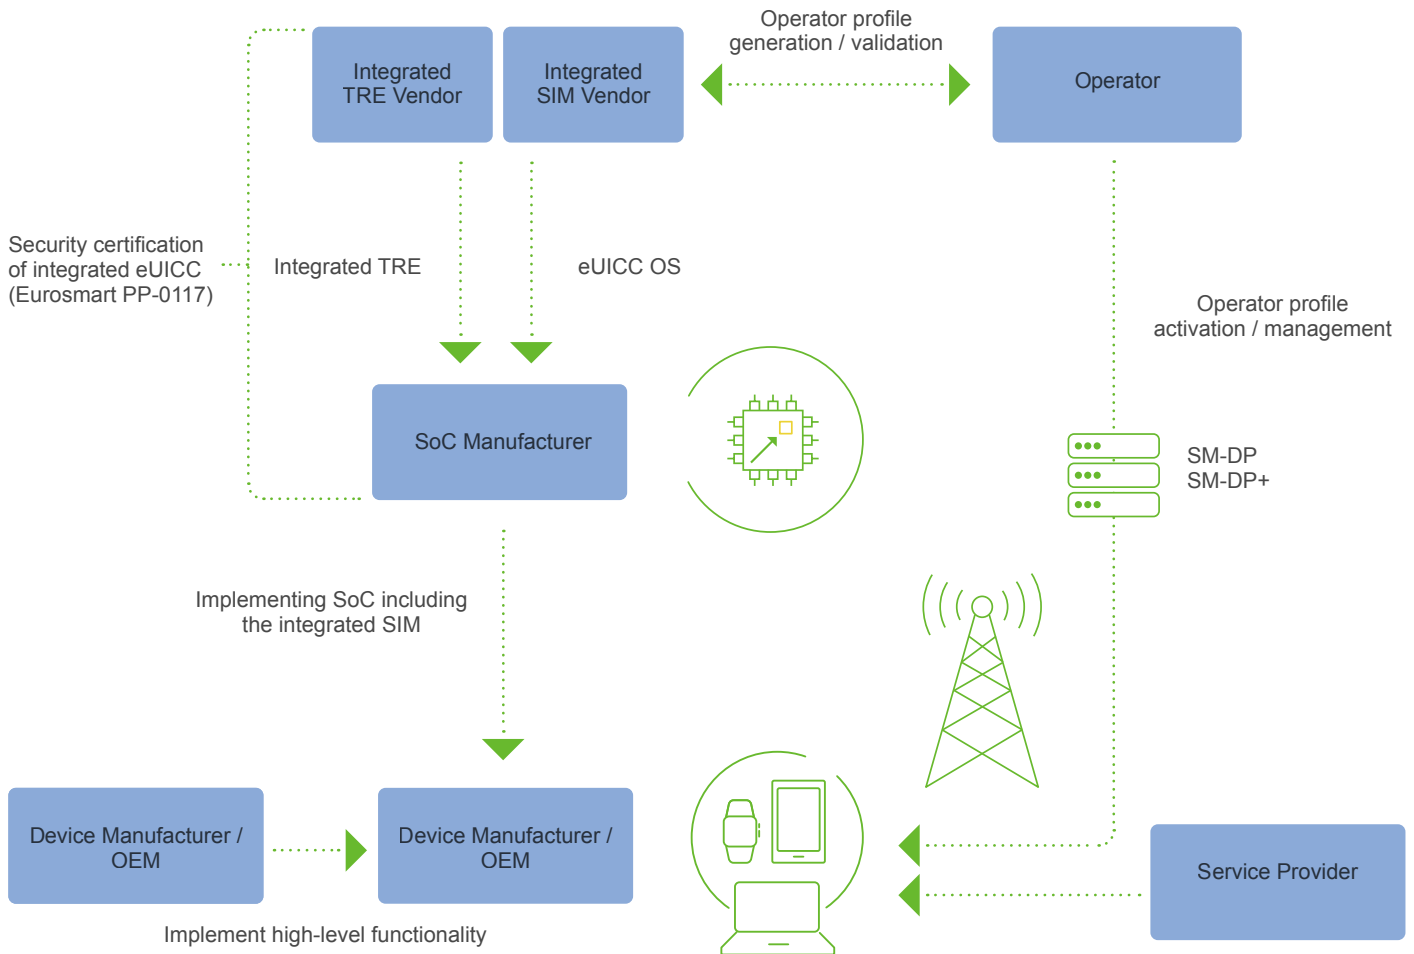 Operator profile
generation / validation
Integrated
TRE Vendor
Integrated
SIM Vendor
Operator
Security certification
of integrated eUICC
(Eurosmart PP-0117)
Integrated TRE
eUICC OS
Operator profile
activation / management
SoC Manufacturer
SM-DP
SM-DP+
Implementing SoC including
the integrated SIM
Device Manufacturer /
OEM
Device Manufacturer /
OEM
Service Provider
Implement high-level functionality